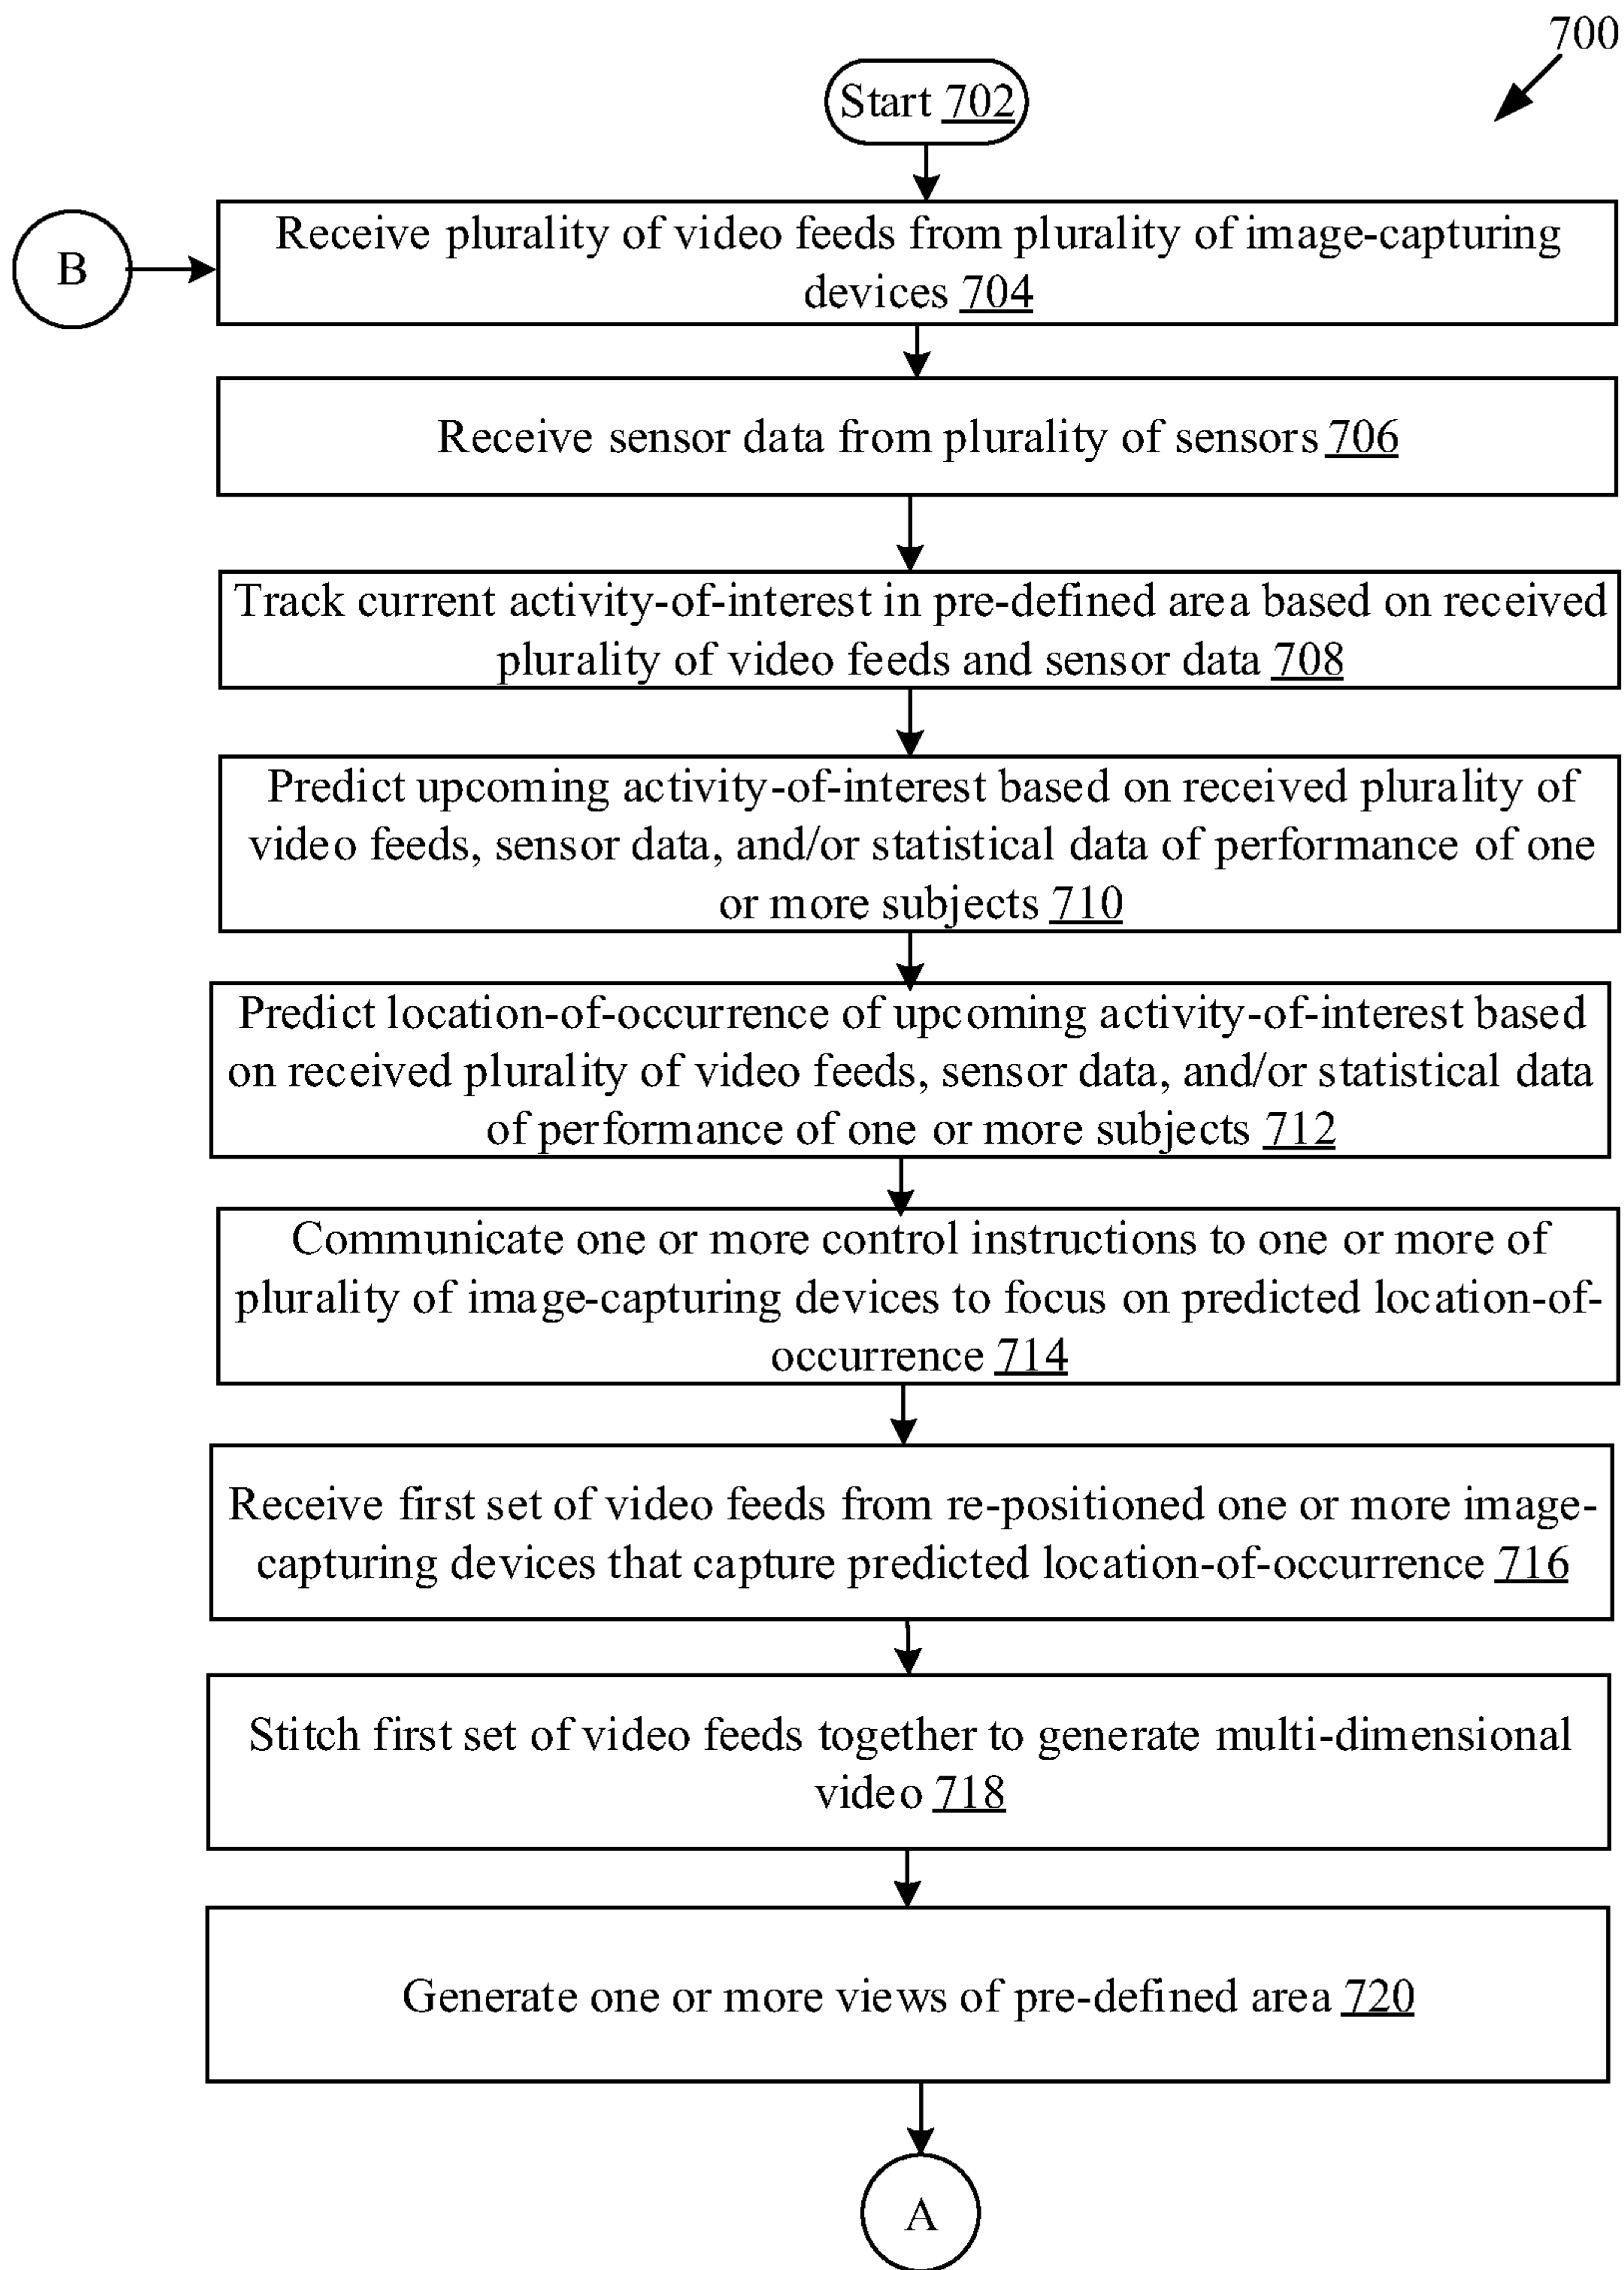 700
Start 702
B
Receive plurality of video feeds from plurality of image-capturing
devices 704
Receive sensor data from plurality of sensors 706
Track current activity-of-interest in pre-defined area based on received
plurality of video feeds and sensor data 708
Predict upcoming activity-of-interest based on received plurality of
video feeds, sensor data, and/or statistical data of performance of one
or more subjects 710
Predict location-of-occurrence of upcoming activity-of-interest based
on received plurality of video feeds, sensor data, and/or statistical data
of performance of one or more subjects 712
Communicate one or more control instructions to one or more of
plurality of image-capturing devices to focus on predicted location-of-
occurrence 714
Receive first set of video feeds from re-positioned one or more image-
capturing devices that capture predicted location-of-occurrence 716
Stitch first set of video feeds together to generate multi-dimensional
video 718
Generate one or more views of pre-defined area 720
A